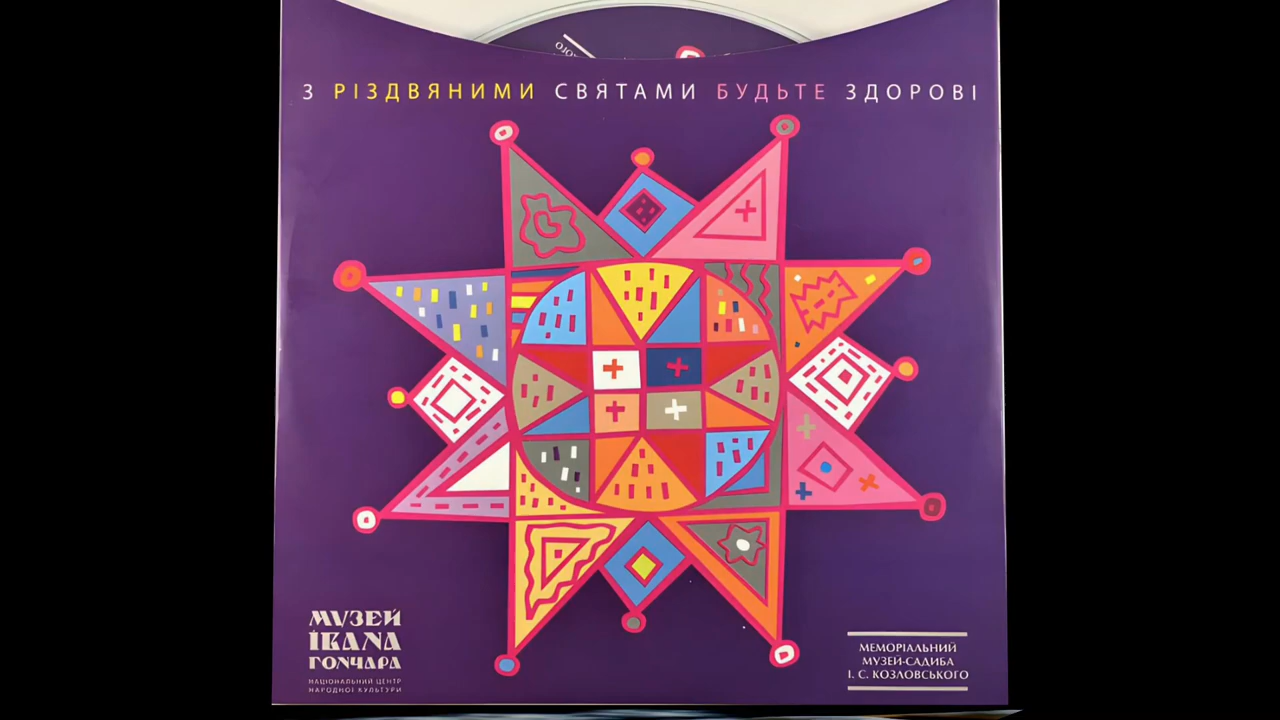 З РІЗДВЯНИМИ СВЯТАМИ БУДЬТЕ ЗДОРОВІ
МУЗЕЙ
ІВАНА
ГОНЧАРА
НАЦІОНАЛЬНИЙ ЦЕНТР
НАРОДНОЇ КУЛЬТУРИ
МЕМОРІАЛЬНИЙ
МУЗЕЙ-САДИБА
І. С. КОЗЛОВСЬКОГО